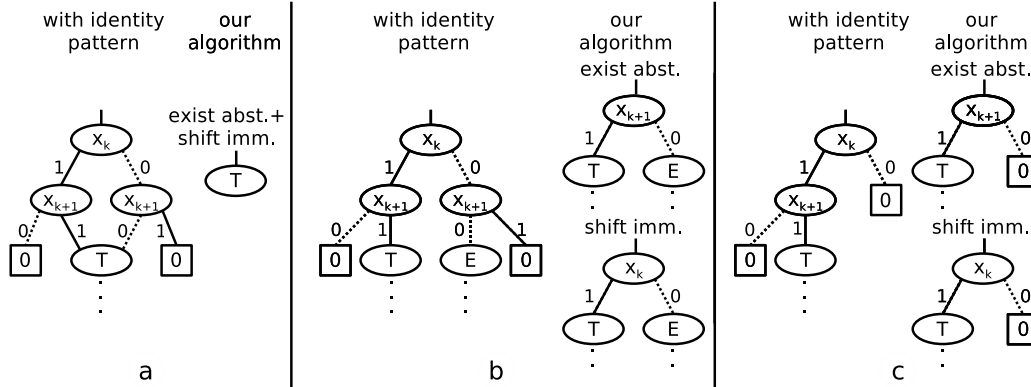 with identity
pattern
our
algorithm
exist abst.+
shift imm.
T
x_k
1
0
x_{k+1}
x_{k+1}
0
1
0
1
0
T
0
a
with identity
pattern
x_k
1
0
x_{k+1}
x_{k+1}
0
1
0
1
0
T
E
0
our
algorithm
exist abst.
x_{k+1}
1
0
T
E
shift imm.
x_k
1
0
T
E
b
with identity
pattern
x_k
1
0
x_{k+1}
0
0
1
0
T
our
algorithm
exist abst.
x_{k+1}
1
0
T
0
shift imm.
x_k
1
0
T
0
c